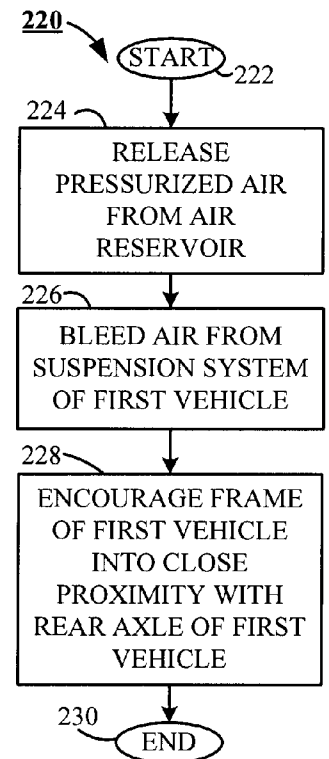 220
START
222
224
RELEASE
PRESSURIZED AIR
FROM AIR
RESERVOIR
226
BLEED AIR FROM
SUSPENSION SYSTEM
OF FIRST VEHICLE
228
ENCOURAGE FRAME
OF FIRST VEHICLE
INTO CLOSE
PROXIMITY WITH
REAR AXLE OF FIRST
VEHICLE
230
END